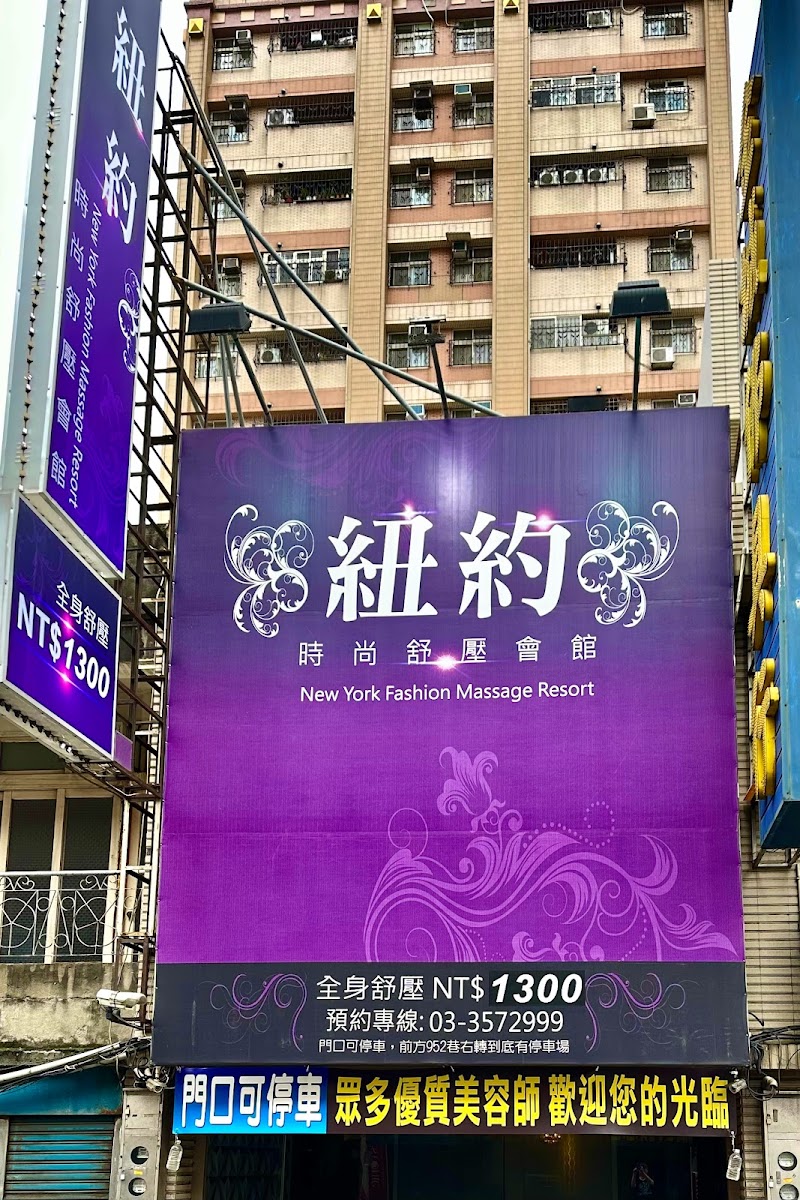 紐約
時尚舒壓會館
New York Fashion Massage Resort
全身舒壓
NT$1300
紐約
時尚舒壓會館
New York Fashion Massage Resort
全身舒壓 NT$1300
預約專線: 03-3572999
門口可停車，前方952巷右轉到底有停車場
門口可停車 眾多優質美容師 歡迎您的光臨